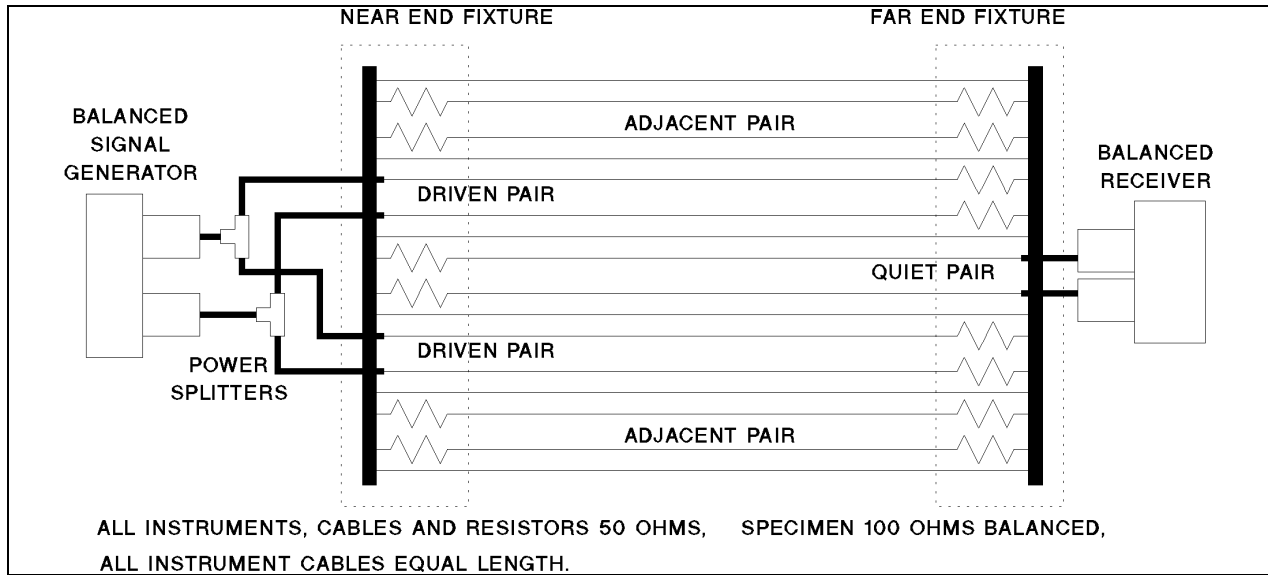 NEAR END FIXTURE
FAR END FIXTURE
BALANCED
SIGNAL
GENERATOR
ADJACENT PAIR
BALANCED
RECEIVER
DRIVEN PAIR
QUIET PAIR
DRIVEN PAIR
POWER
SPLITTERS
ADJACENT PAIR
ALL INSTRUMENTS, CABLES AND RESISTORS 50 OHMS, SPECIMEN 100 OHMS BALANCED,
ALL INSTRUMENT CABLES EQUAL LENGTH.